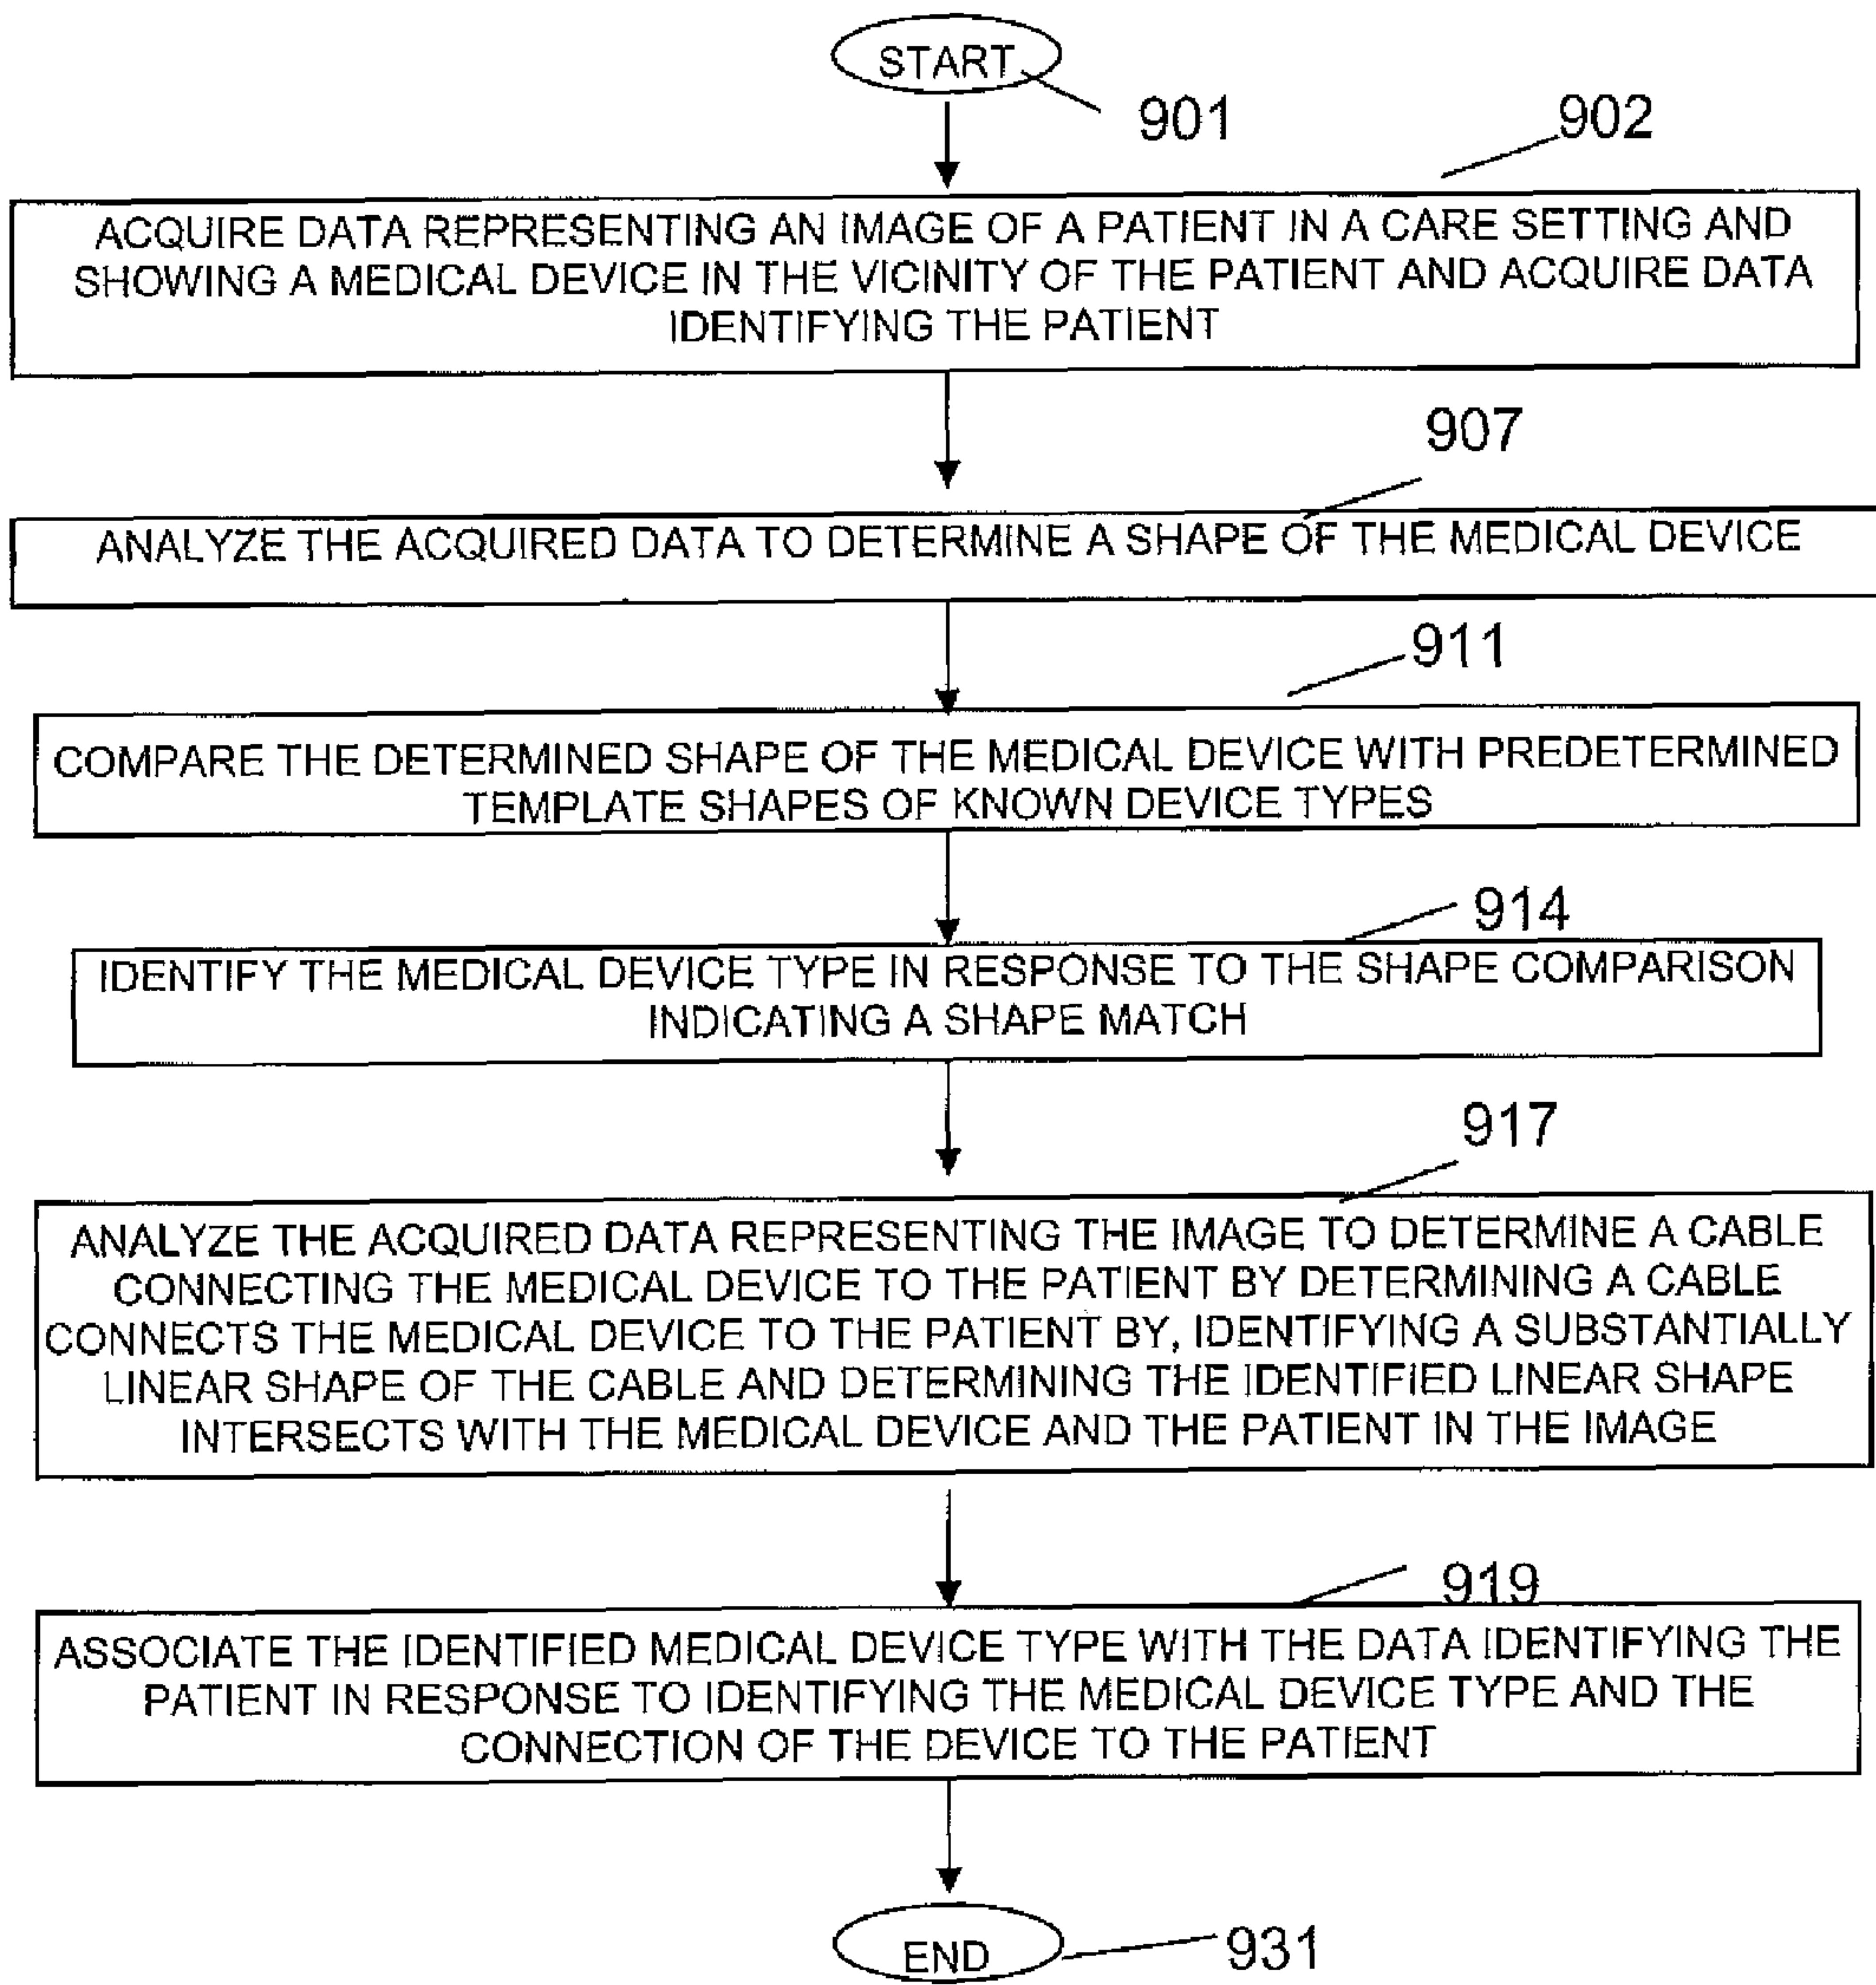 START
901
902
ACQUIRE DATA REPRESENTING AN IMAGE OF A PATIENT IN A CARE SETTING AND
SHOWING A MEDICAL DEVICE IN THE VICINITY OF THE PATIENT AND ACQUIRE DATA
IDENTIFYING THE PATIENT
907
ANALYZE THE ACQUIRED DATA TO DETERMINE A SHAPE OF THE MEDICAL DEVICE
911
COMPARE THE DETERMINED SHAPE OF THE MEDICAL DEVICE WITH PREDETERMINED
TEMPLATE SHAPES OF KNOWN DEVICE TYPES
914
IDENTIFY THE MEDICAL DEVICE TYPE IN RESPONSE TO THE SHAPE COMPARISON
INDICATING A SHAPE MATCH
917
ANALYZE THE ACQUIRED DATA REPRESENTING THE IMAGE TO DETERMINE A CABLE
CONNECTING THE MEDICAL DEVICE TO THE PATIENT BY DETERMINING A CABLE
CONNECTS THE MEDICAL DEVICE TO THE PATIENT BY, IDENTIFYING A SUBSTANTIALLY
LINEAR SHAPE OF THE CABLE AND DETERMINING THE IDENTIFIED LINEAR SHAPE
INTERSECTS WITH THE MEDICAL DEVICE AND THE PATIENT IN THE IMAGE
919
ASSOCIATE THE IDENTIFIED MEDICAL DEVICE TYPE WITH THE DATA IDENTIFYING THE
PATIENT IN RESPONSE TO IDENTIFYING THE MEDICAL DEVICE TYPE AND THE
CONNECTION OF THE DEVICE TO THE PATIENT
END
931